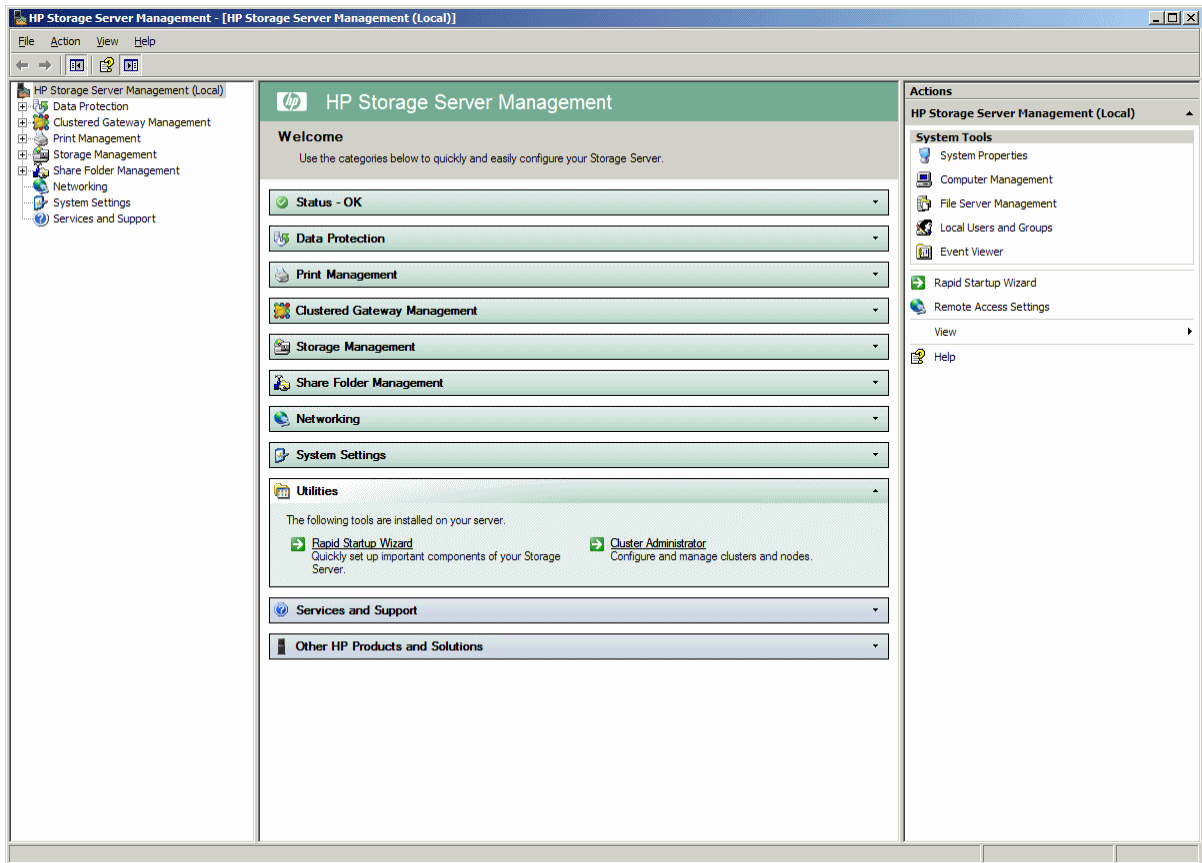 HP Storage Server Management - [HP Storage Server Management (Local)]
File Action View Help
HP Storage Server Management (Local)
Data Protection
Clustered Gateway Management
Print Management
Storage Management
Share Folder Management
Networking
System Settings
Services and Support
hp HP Storage Server Management
Welcome
Use the categories below to quickly and easily configure your Storage Server.
Status - OK
Data Protection
Print Management
Clustered Gateway Management
Storage Management
Share Folder Management
Networking
System Settings
Utilities
The following tools are installed on your server.
Rapid Startup Wizard
Quickly set up important components of your Storage
Server.
Cluster Administrator
Configure and manage clusters and nodes.
Services and Support
Other HP Products and Solutions
Actions
HP Storage Server Management (Local)
System Tools
System Properties
Computer Management
File Server Management
Local Users and Groups
Event Viewer
Rapid Startup Wizard
Remote Access Settings
View
Help